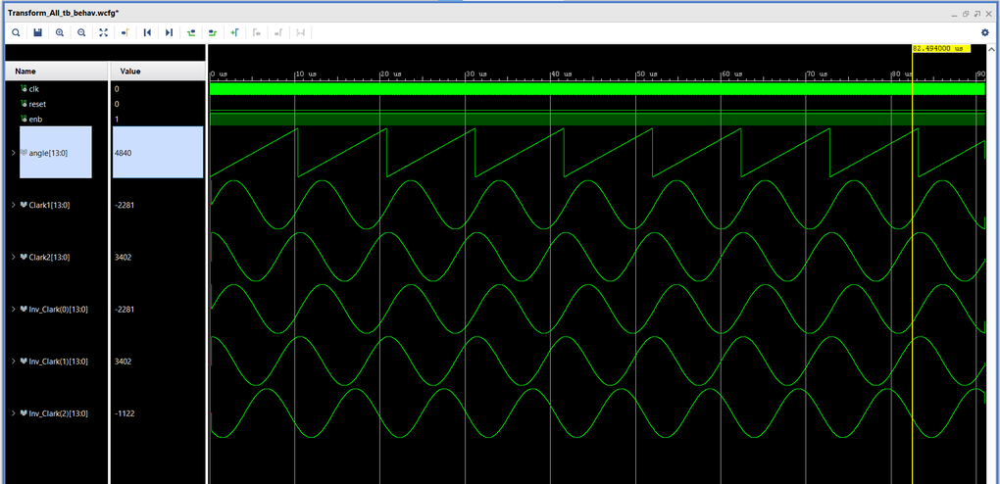 Transform_All_tb_behav.wcfg*
82.494000 us
Name Value
0 us 10 us 20 us 30 us 40 us 50 us 60 us 70 us 80 us 90
clk 0
reset 0
enb 1
angle[13:0] 4840
Clark1[13:0] -2281
Clark2[13:0] 3402
Inv_Clark(0)[13:0] -2281
Inv_Clark(1)[13:0] 3402
Inv_Clark(2)[13:0] -1122